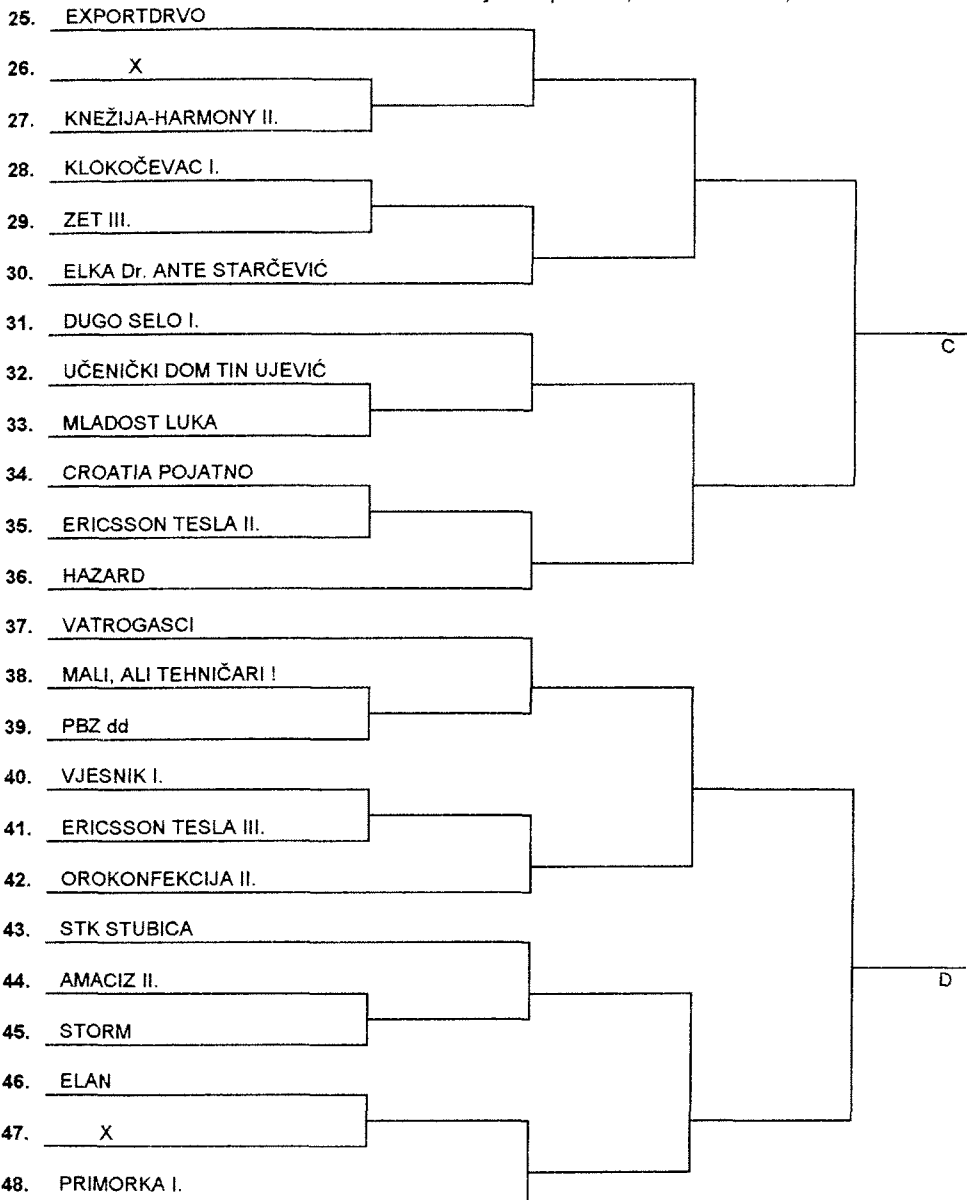 25. EXPORTDRVO
26. X
27. KNEŽIJA-HARMONY II.
28. KLOKOČEVAC I.
29. ZET III.
30. ELKA Dr. ANTE STARČEVIĆ
31. DUGO SELO I.
C
32. UČENIČKI DOM TIN UJEVIĆ
33. MLADOST LUKA
34. CROATIA POJATNO
35. ERICSSON TESLA II.
36. HAZARD
37. VATROGASCI
38. MALI, ALI TEHNIČARI !
39. PBZ dd
40. VJESNIK I.
41. ERICSSON TESLA III.
42. OROKONFEKCIJA II.
43. STK STUBICA
44. AMACIZ II.
D
45. STORM
46. ELAN
47. X
48. PRIMORKA I.